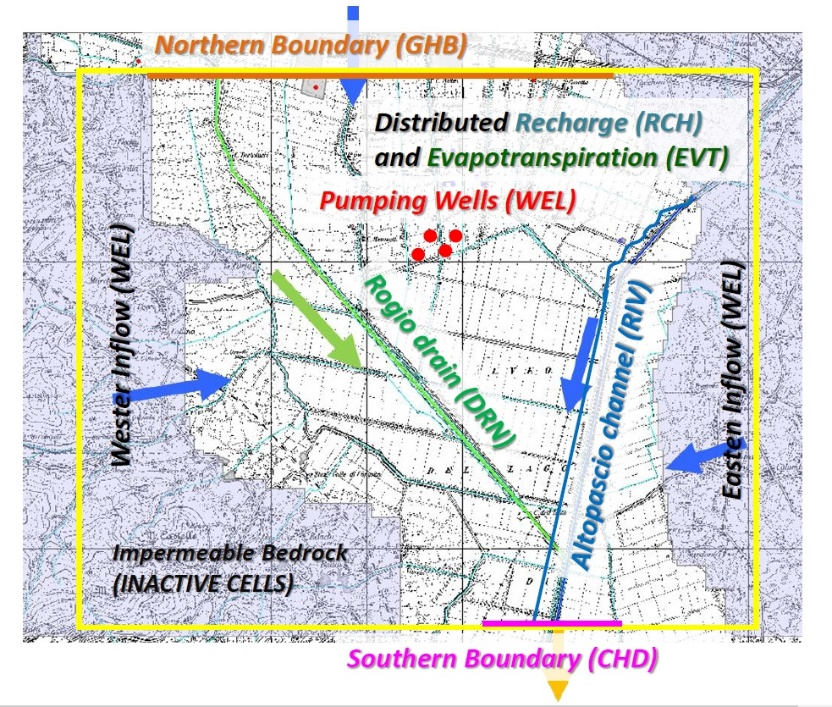 Northern Boundary (GHB)
Distributed Recharge (RCH)
and Evapotranspiration (EVT)
Pumping Wells (WEL)
Wester Inflow (WEL)
Rogio drain (DRN)
Altopascio channel (RIV)
Easten Inflow (WEL)
L V E O
D E L L A G O
Impermeable Bedrock
(INACTIVE CELLS)
D
Southern Boundary (CHD)